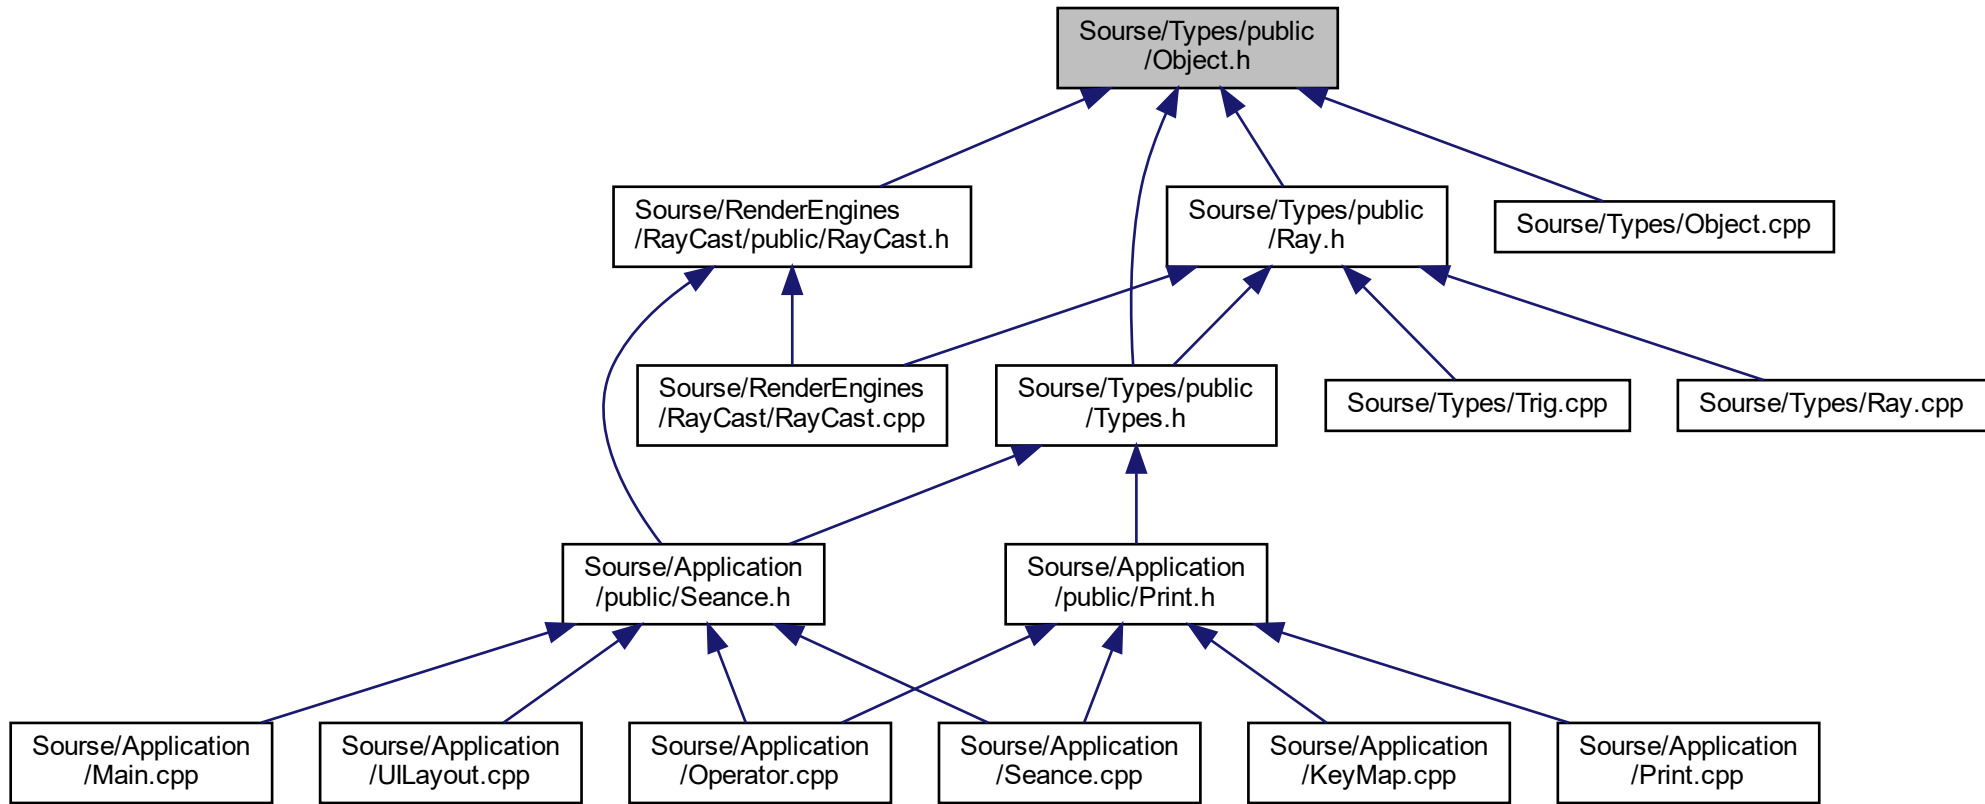 Sourse/Types/public
/Object.h
Sourse/RenderEngines
/RayCast/public/RayCast.h
Sourse/Types/public
/Ray.h
Sourse/Types/Object.cpp
Sourse/RenderEngines
/RayCast/RayCast.cpp
Sourse/Types/public
/Types.h
Sourse/Types/Trig.cpp
Sourse/Types/Ray.cpp
Sourse/Application
/public/Seance.h
Sourse/Application
/public/Print.h
Sourse/Application
/Main.cpp
Sourse/Application
/UILayout.cpp
Sourse/Application
/Operator.cpp
Sourse/Application
/Seance.cpp
Sourse/Application
/KeyMap.cpp
Sourse/Application
/Print.cpp